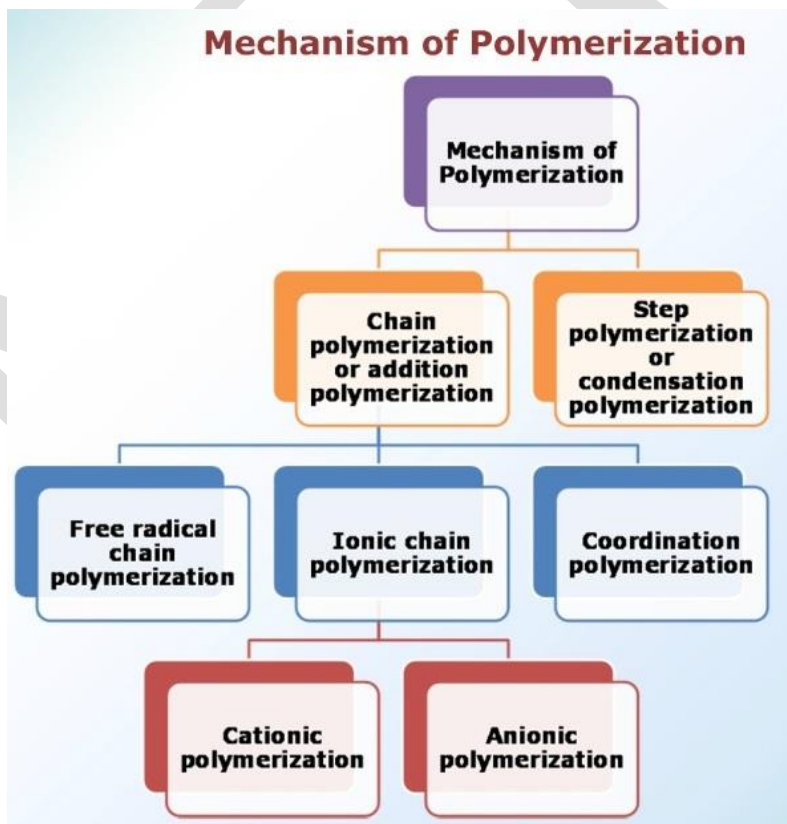 Mechanism of Polymerization
Mechanism of
Polymerization
Chain
polymerization
or addition
polymerization
Step
polymerization
or
condensation
polymerization
Free radical
chain
polymerization
Ionic chain
polymerization
Coordination
polymerization
Cationic
polymerization
Anionic
polymerization